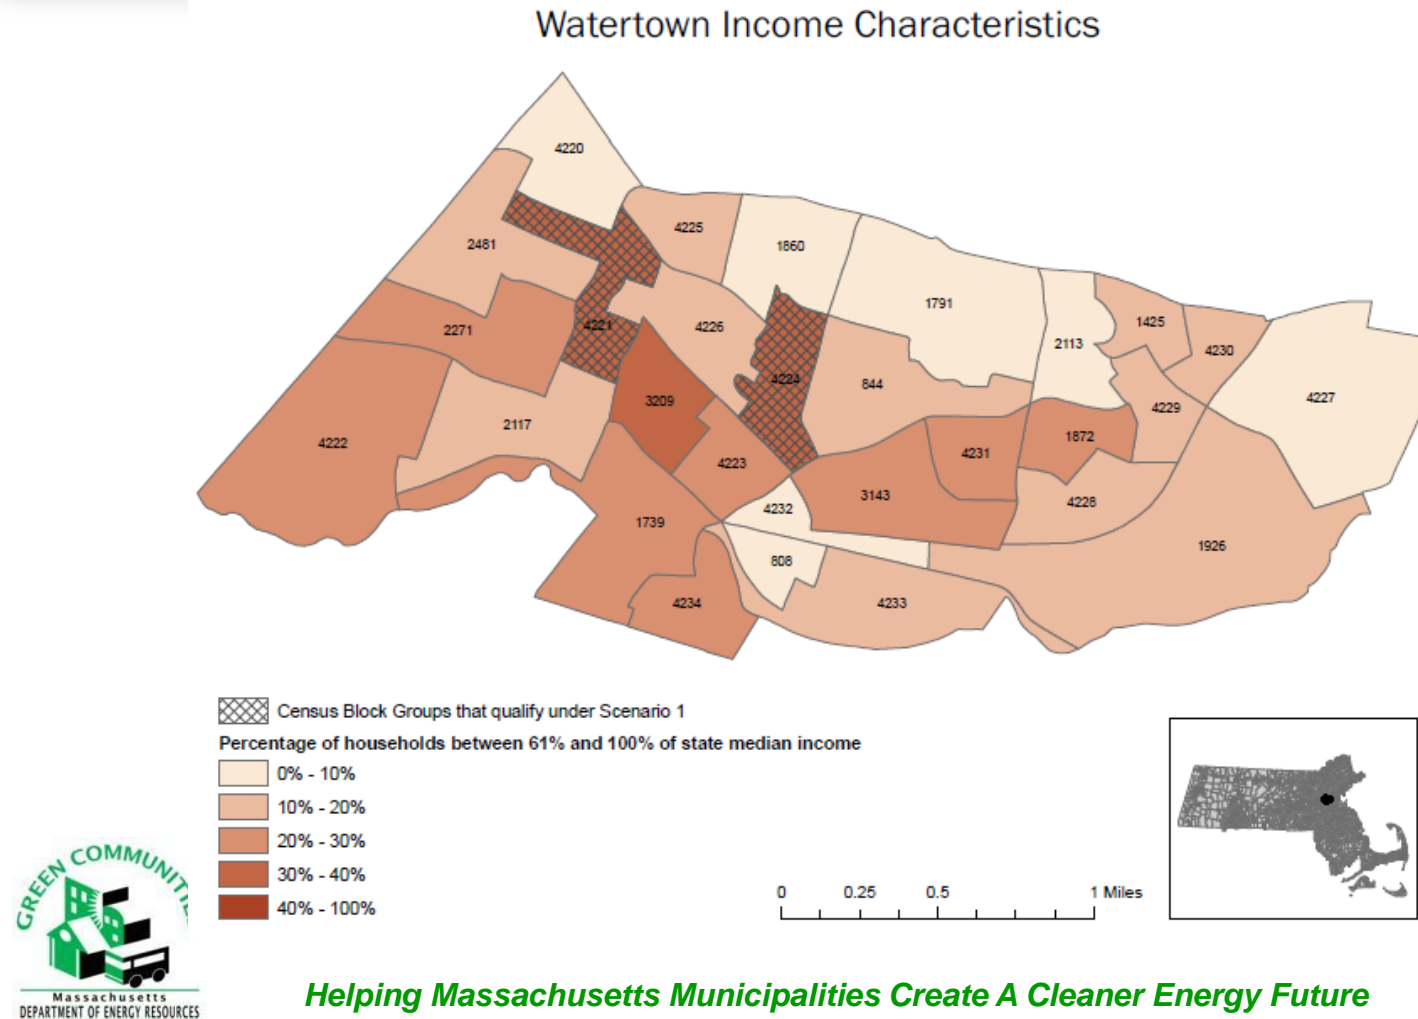 Watertown Income Characteristics
4220
4225
2481
1860
1791
4221
4226
2271
2113
1425
4230
4224
844
4227
3209
4229
2117
4222
1872
4231
4223
3143
4228
4232
1739
1926
808
4234
4233
Census Block Groups that qualify under Scenario 1
Percentage of households between 61% and 100% of state median income
0% - 10%
10% - 20%
20% - 30%
30% - 40%
40% - 100%
0 0.25 0.5 1 Miles
GREEN COMMUNITIE
Massachusetts
DEPARTMENT OF ENERGY RESOURCES
Helping Massachusetts Municipalities Create A Cleaner Energy Future